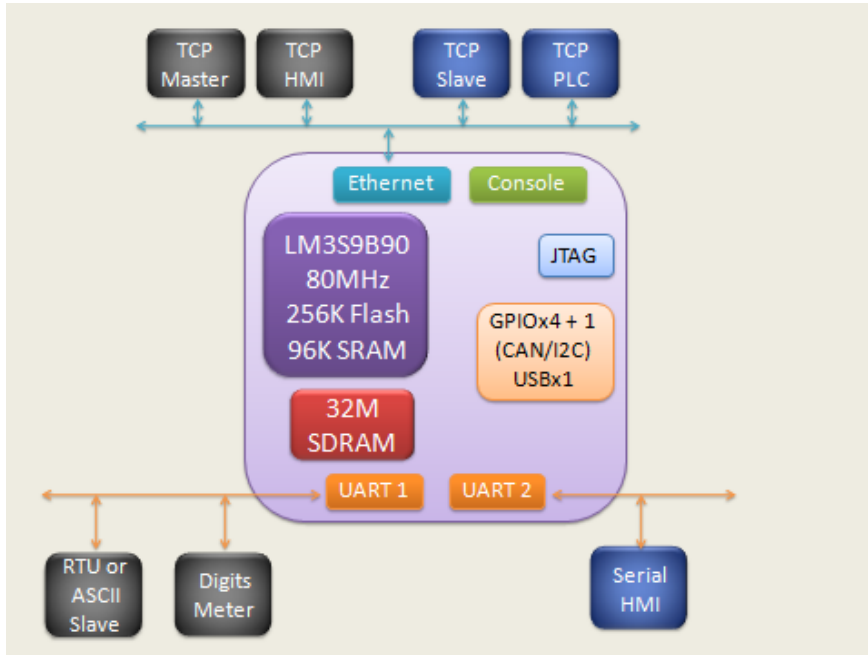 TCP
Master
TCP
HMI
TCP
Slave
TCP
PLC
Ethernet
Console
LM3S9B90
80MHz
256K Flash
96K SRAM
JTAG
GPIOx4 + 1
(CAN/I2C)
USBx1
32M
SDRAM
UART 1
UART 2
RTU or
ASCII
Slave
Digits
Meter
Serial
HMI